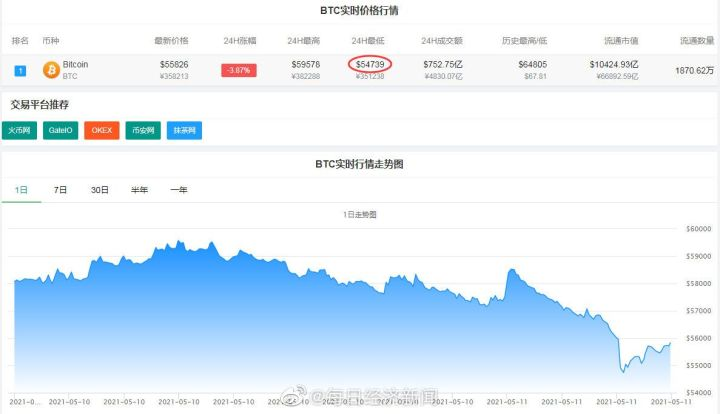 BTC实时价格行情
排名 币种 最新价格 24H涨幅 24H最高 24H最低 24H成交额 历史最高/低 流通市值 流通数量
1 Bitcoin $55826 -3.87% $59578 $54739 $752.75亿 $64805 $10424.93亿 1870.62万
BTC ¥358213 ¥382288 ¥351238 ¥4830.07亿 $67.81 ¥66892.59亿
交易平台推荐
火币网 GateIO OKEX 币安网 抹茶网
BTC实时行情走势图
1日 7日 30日 半年 一年
1日走势图
$60000
$59000
$58000
$57000
$56000
$55000
$54000
2021-0... 2021-05-10 2021-05-10 2021-05-10 2021-05-10 2021-05-10 2021-05-10 2021-05-10 2021-05-10 2021-05-10 2021-05-11 2021-05-11 2021-05-11
@每日经济新闻